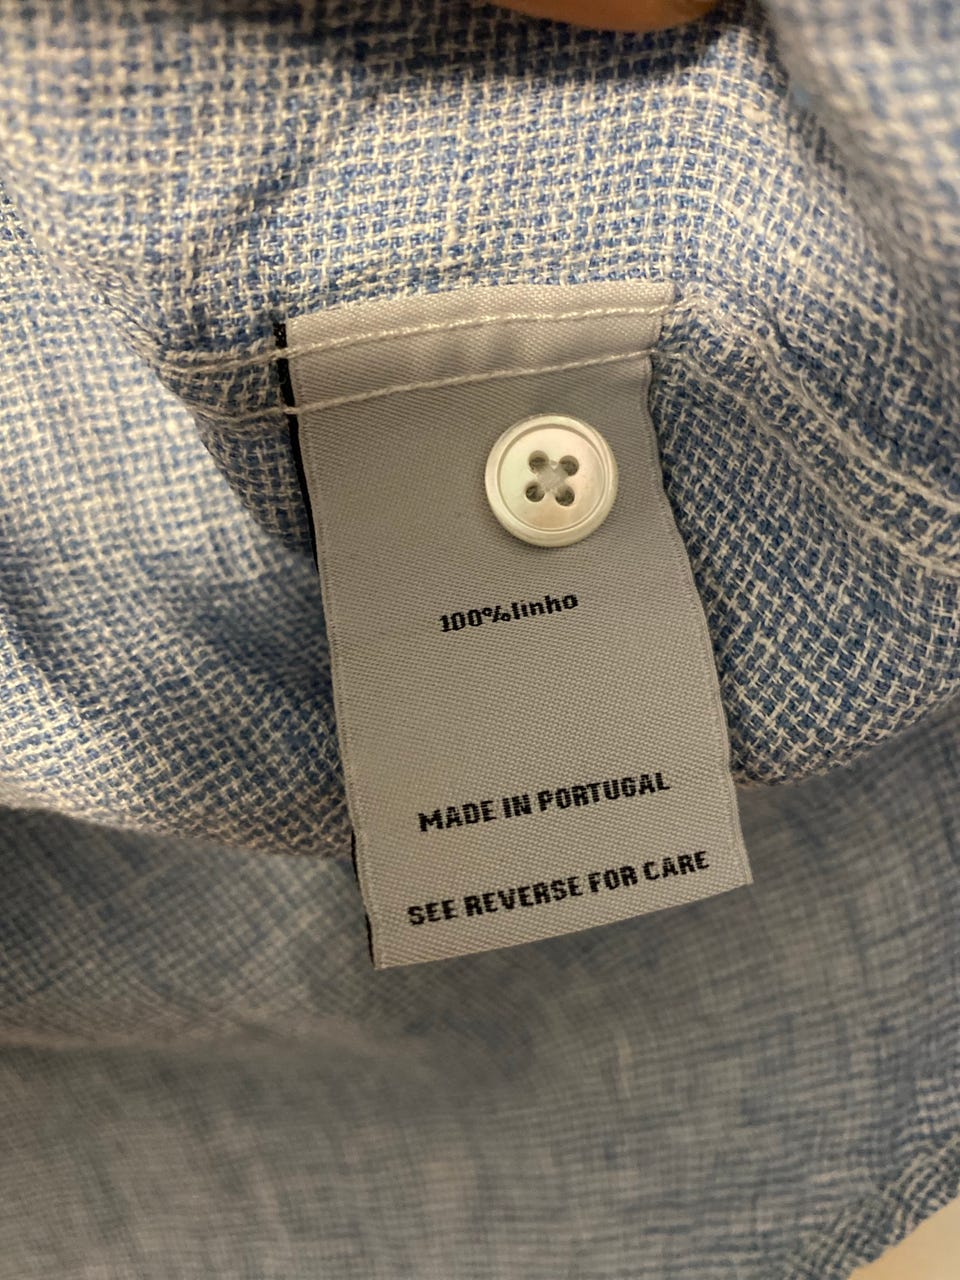 100%linho
MADE IN PORTUGAL
SEE REVERSE FOR CARE